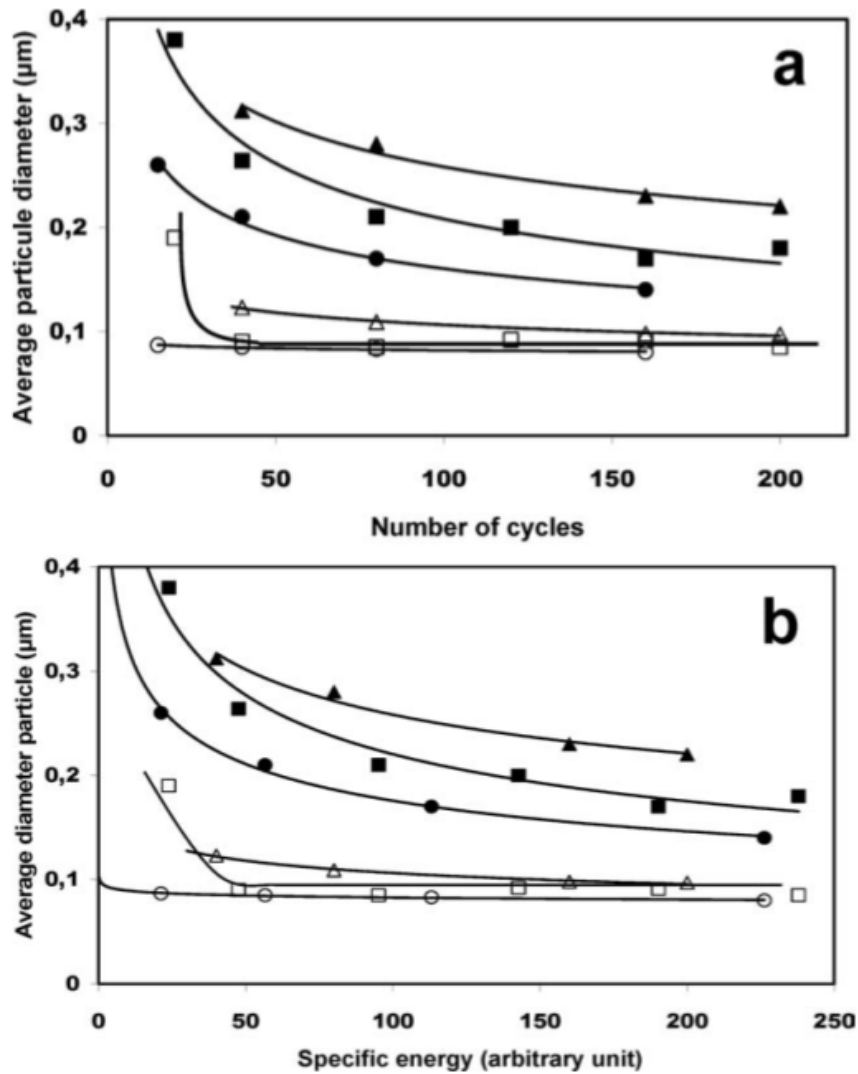 0,4
a
0,3
0,2
0,1
0
0 50 100 150 200
Average particule diameter (µm)
Number of cycles
0,4
b
0,3
0,2
0,1
0
0 50 100 150 200 250
Average diameter particle (µm)
Specific energy (arbitrary unit)